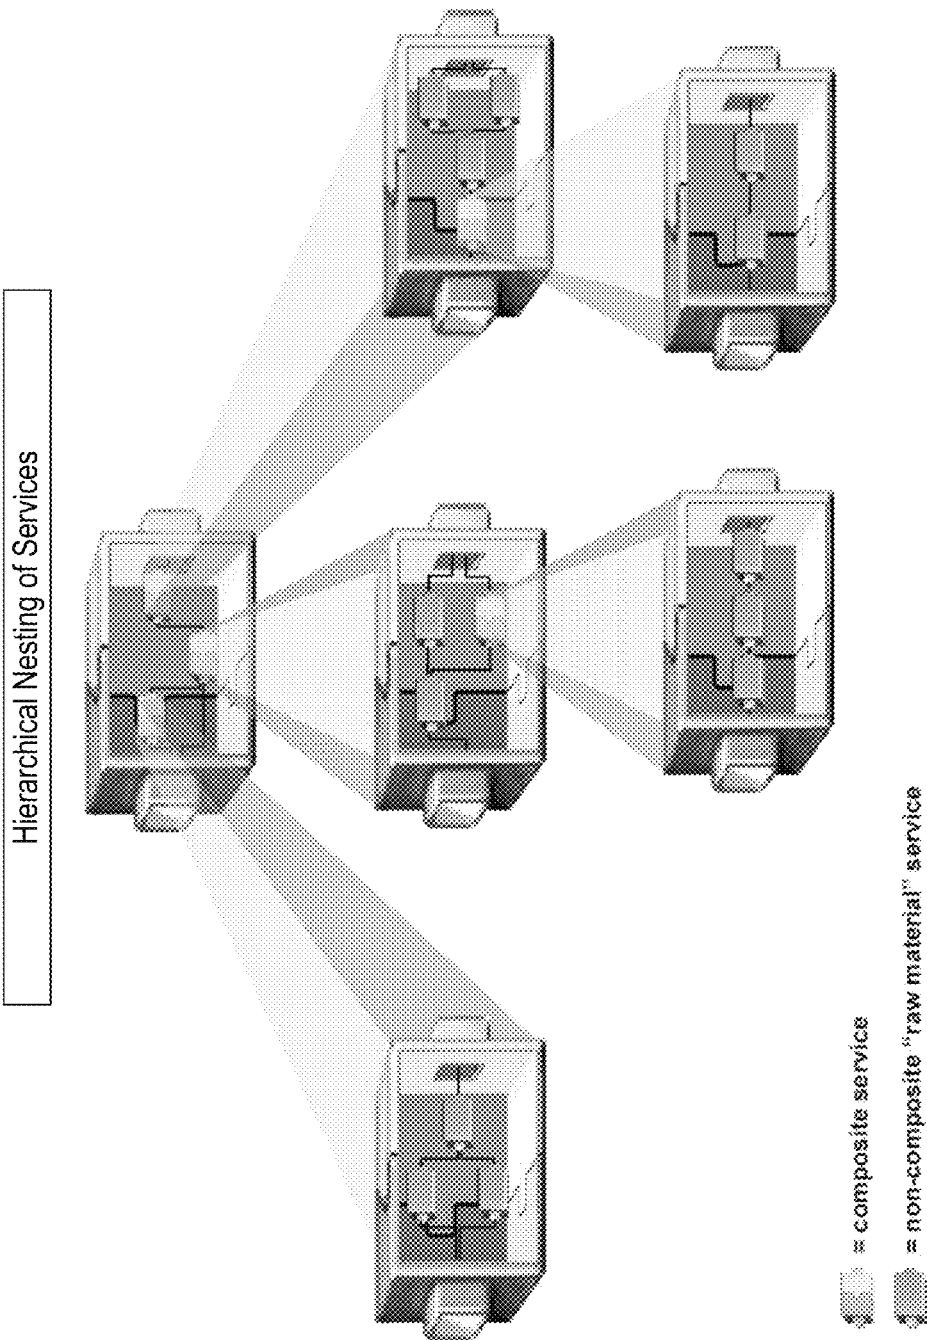 Hierarchical Nesting of Services
= composite service
= non-composite "raw material" service